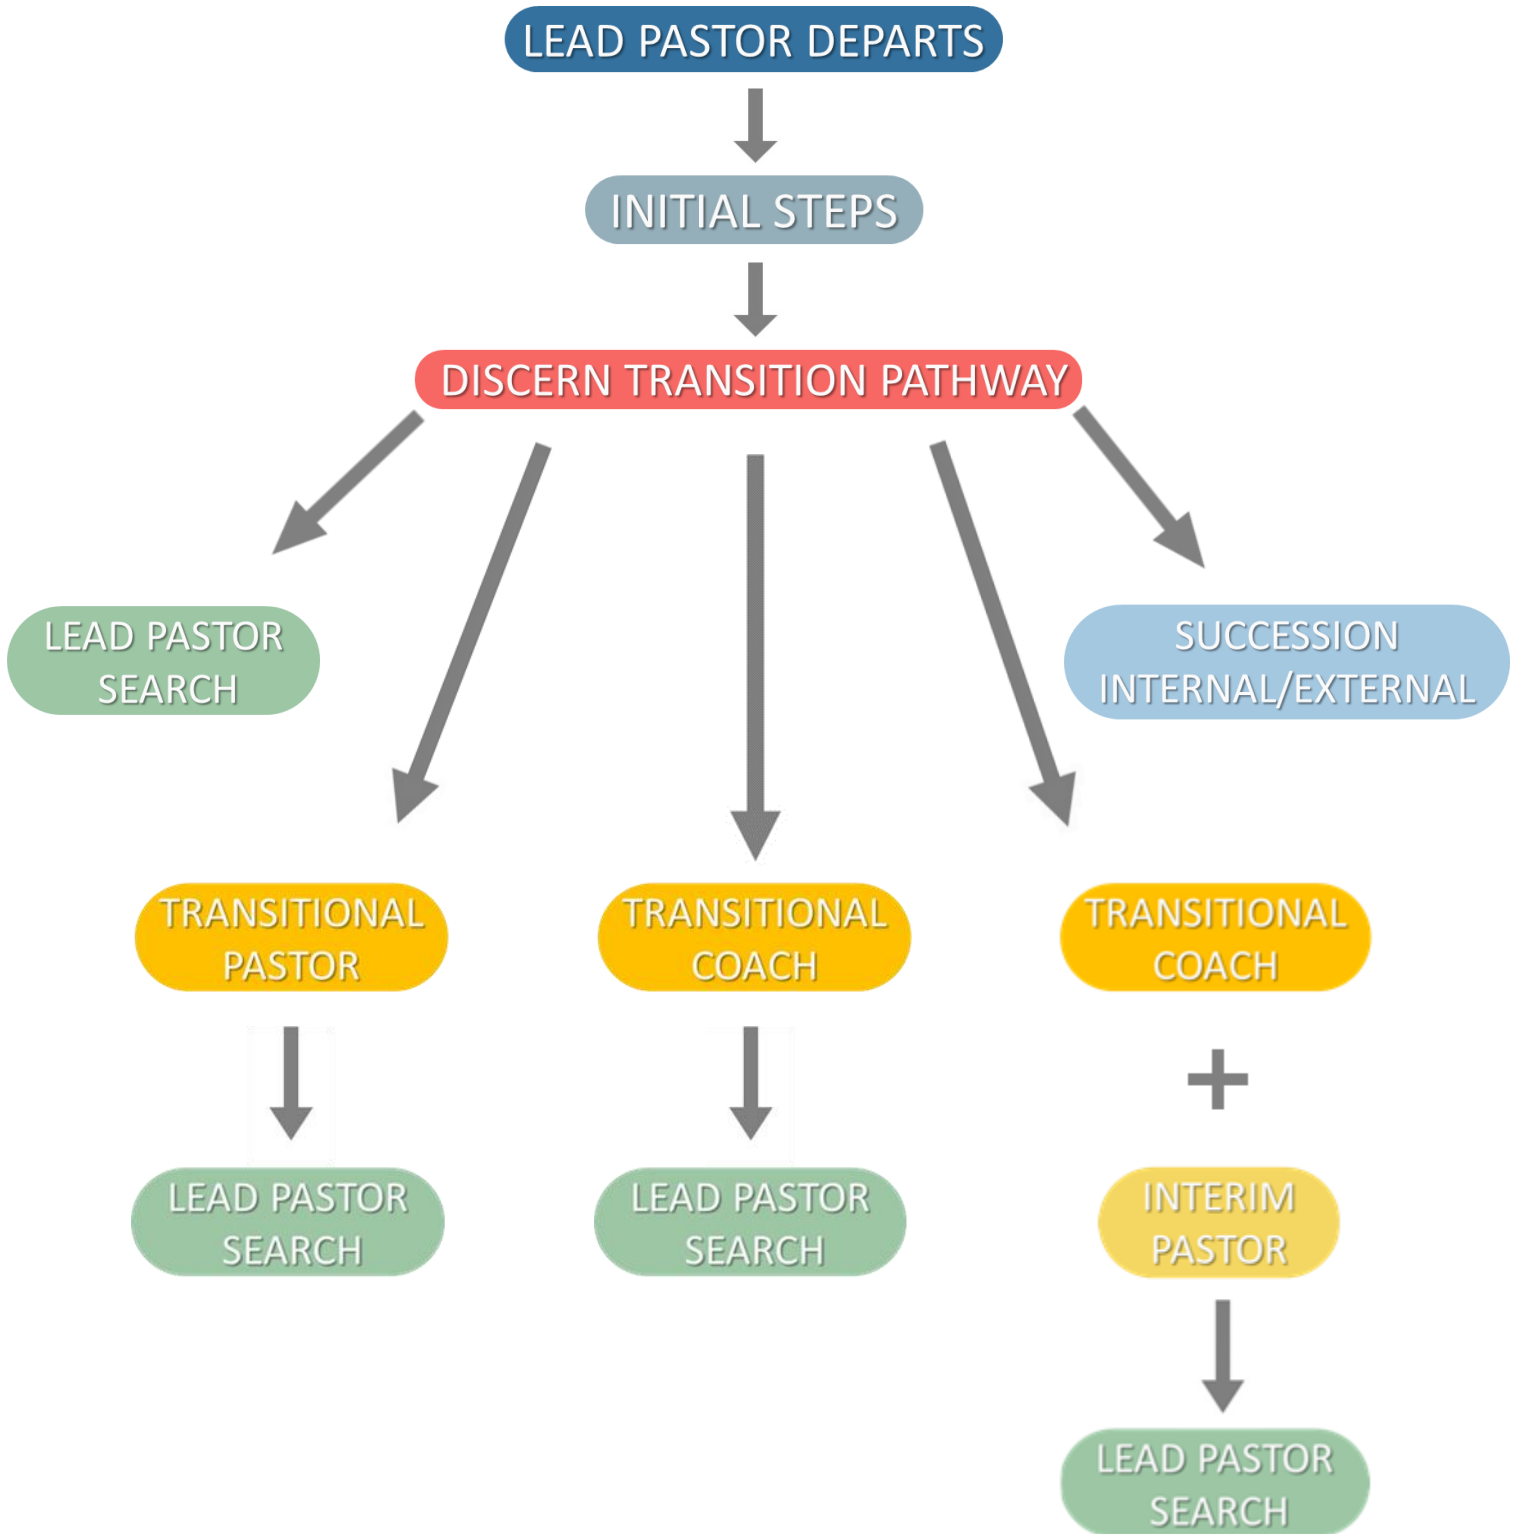 LEAD PASTOR DEPARTS
INITIAL STEPS
DISCERN TRANSITION PATHWAY
LEAD PASTOR
SEARCH
SUCCESSION
INTERNAL/EXTERNAL
TRANSITIONAL
PASTOR
TRANSITIONAL
COACH
TRANSITIONAL
COACH
+
LEAD PASTOR
SEARCH
LEAD PASTOR
SEARCH
INTERIM
PASTOR
LEAD PASTOR
SEARCH